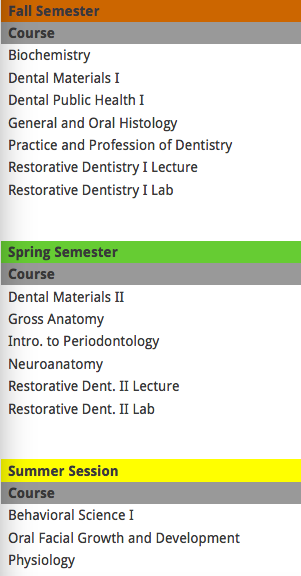 Fall Semester
Course
Biochemistry
Dental Materials I
Dental Public Health I
General and Oral Histology
Practice and Profession of Dentistry
Restorative Dentistry I Lecture
Restorative Dentistry I Lab
Spring Semester
Course
Dental Materials II
Gross Anatomy
Intro. to Periodontology
Neuroanatomy
Restorative Dent. II Lecture
Restorative Dent. II Lab
Summer Session
Course
Behavioral Science I
Oral Facial Growth and Development
Physiology